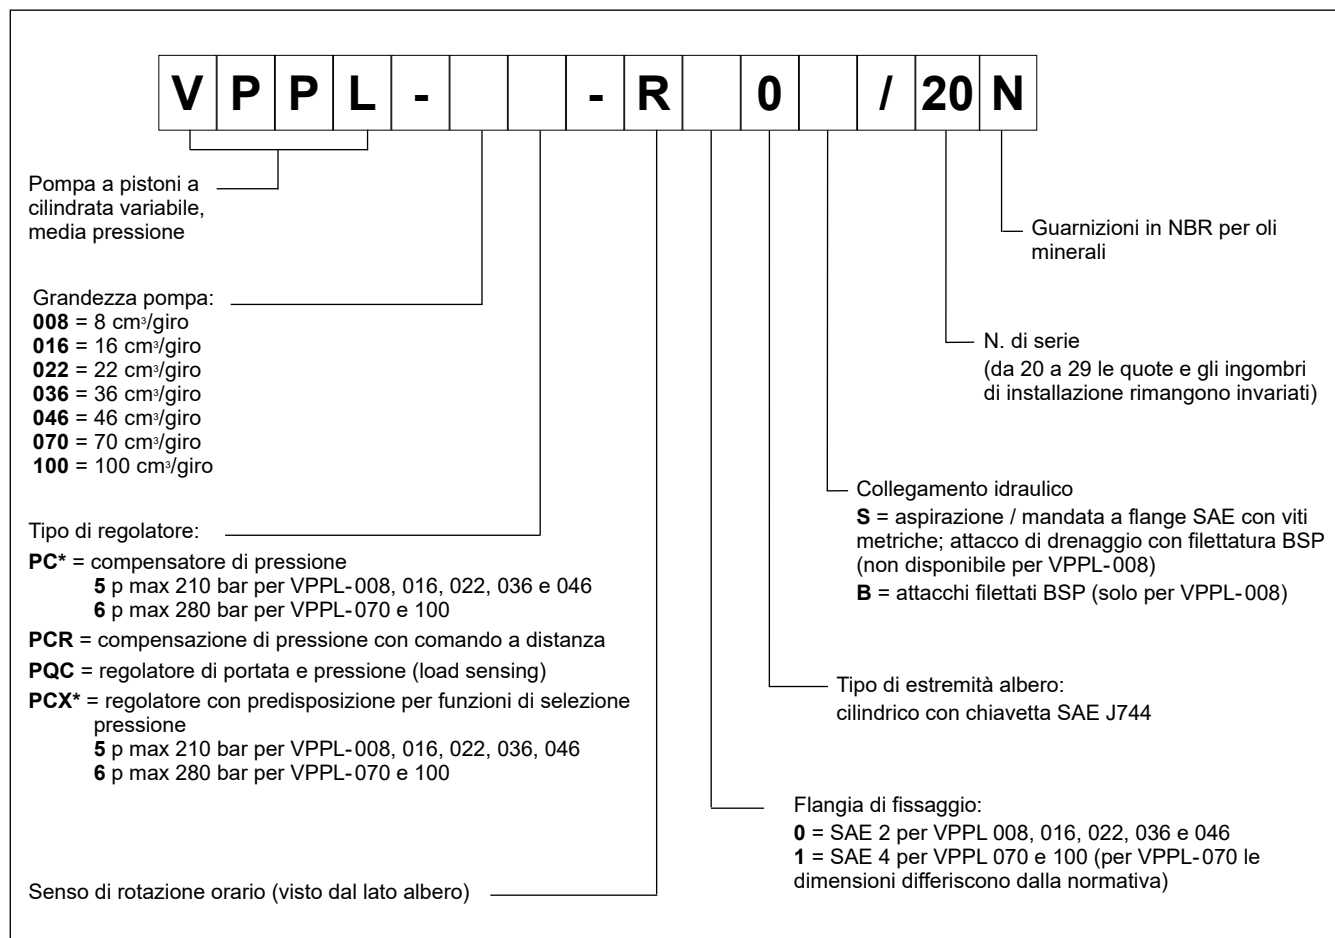 V P P L - - R 0 / 20 N
Pompa a pistoni a
cilindrata variabile,
media pressione
Guarnizioni in NBR per oli
minerali
Grandezza pompa:
008 = 8 cm³/giro
016 = 16 cm³/giro
022 = 22 cm³/giro
036 = 36 cm³/giro
046 = 46 cm³/giro
070 = 70 cm³/giro
100 = 100 cm³/giro
N. di serie
(da 20 a 29 le quote e gli ingombri
di installazione rimangono invariati)
Collegamento idraulico
S = aspirazione / mandata a flange SAE con viti
metriche; attacco di drenaggio con filettatura BSP
(non disponibile per VPPL-008)
B = attacchi filettati BSP (solo per VPPL-008)
Tipo di regolatore:
PC* = compensatore di pressione
5 p max 210 bar per VPPL-008, 016, 022, 036 e 046
6 p max 280 bar per VPPL-070 e 100
PCR = compensazione di pressione con comando a distanza
PQC = regolatore di portata e pressione (load sensing)
PCX* = regolatore con predisposizione per funzioni di selezione
pressione
5 p max 210 bar per VPPL-008, 016, 022, 036, 046
6 p max 280 bar per VPPL-070 e 100
Tipo di estremità albero:
cilindrico con chiavetta SAE J744
Flangia di fissaggio:
0 = SAE 2 per VPPL 008, 016, 022, 036 e 046
1 = SAE 4 per VPPL 070 e 100 (per VPPL-070 le
dimensioni differiscono dalla normativa)
Senso di rotazione orario (visto dal lato albero)